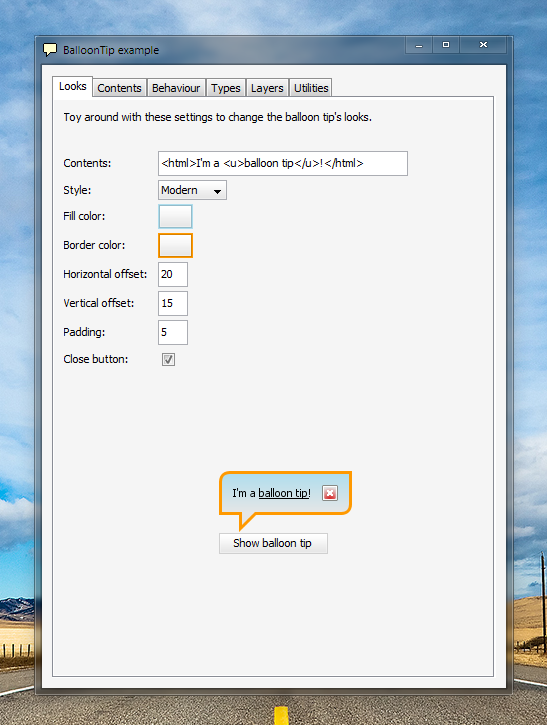 BalloonTip example
Looks Contents Behaviour Types Layers Utilities
Toy around with these settings to change the balloon tip's looks.
Contents: <html>I'm a <u>balloon tip</u>!</html>
Style: Modern
Fill color:
Border color:
Horizontal offset: 20
Vertical offset: 15
Padding: 5
Close button:
I'm a balloon tip!
Show balloon tip